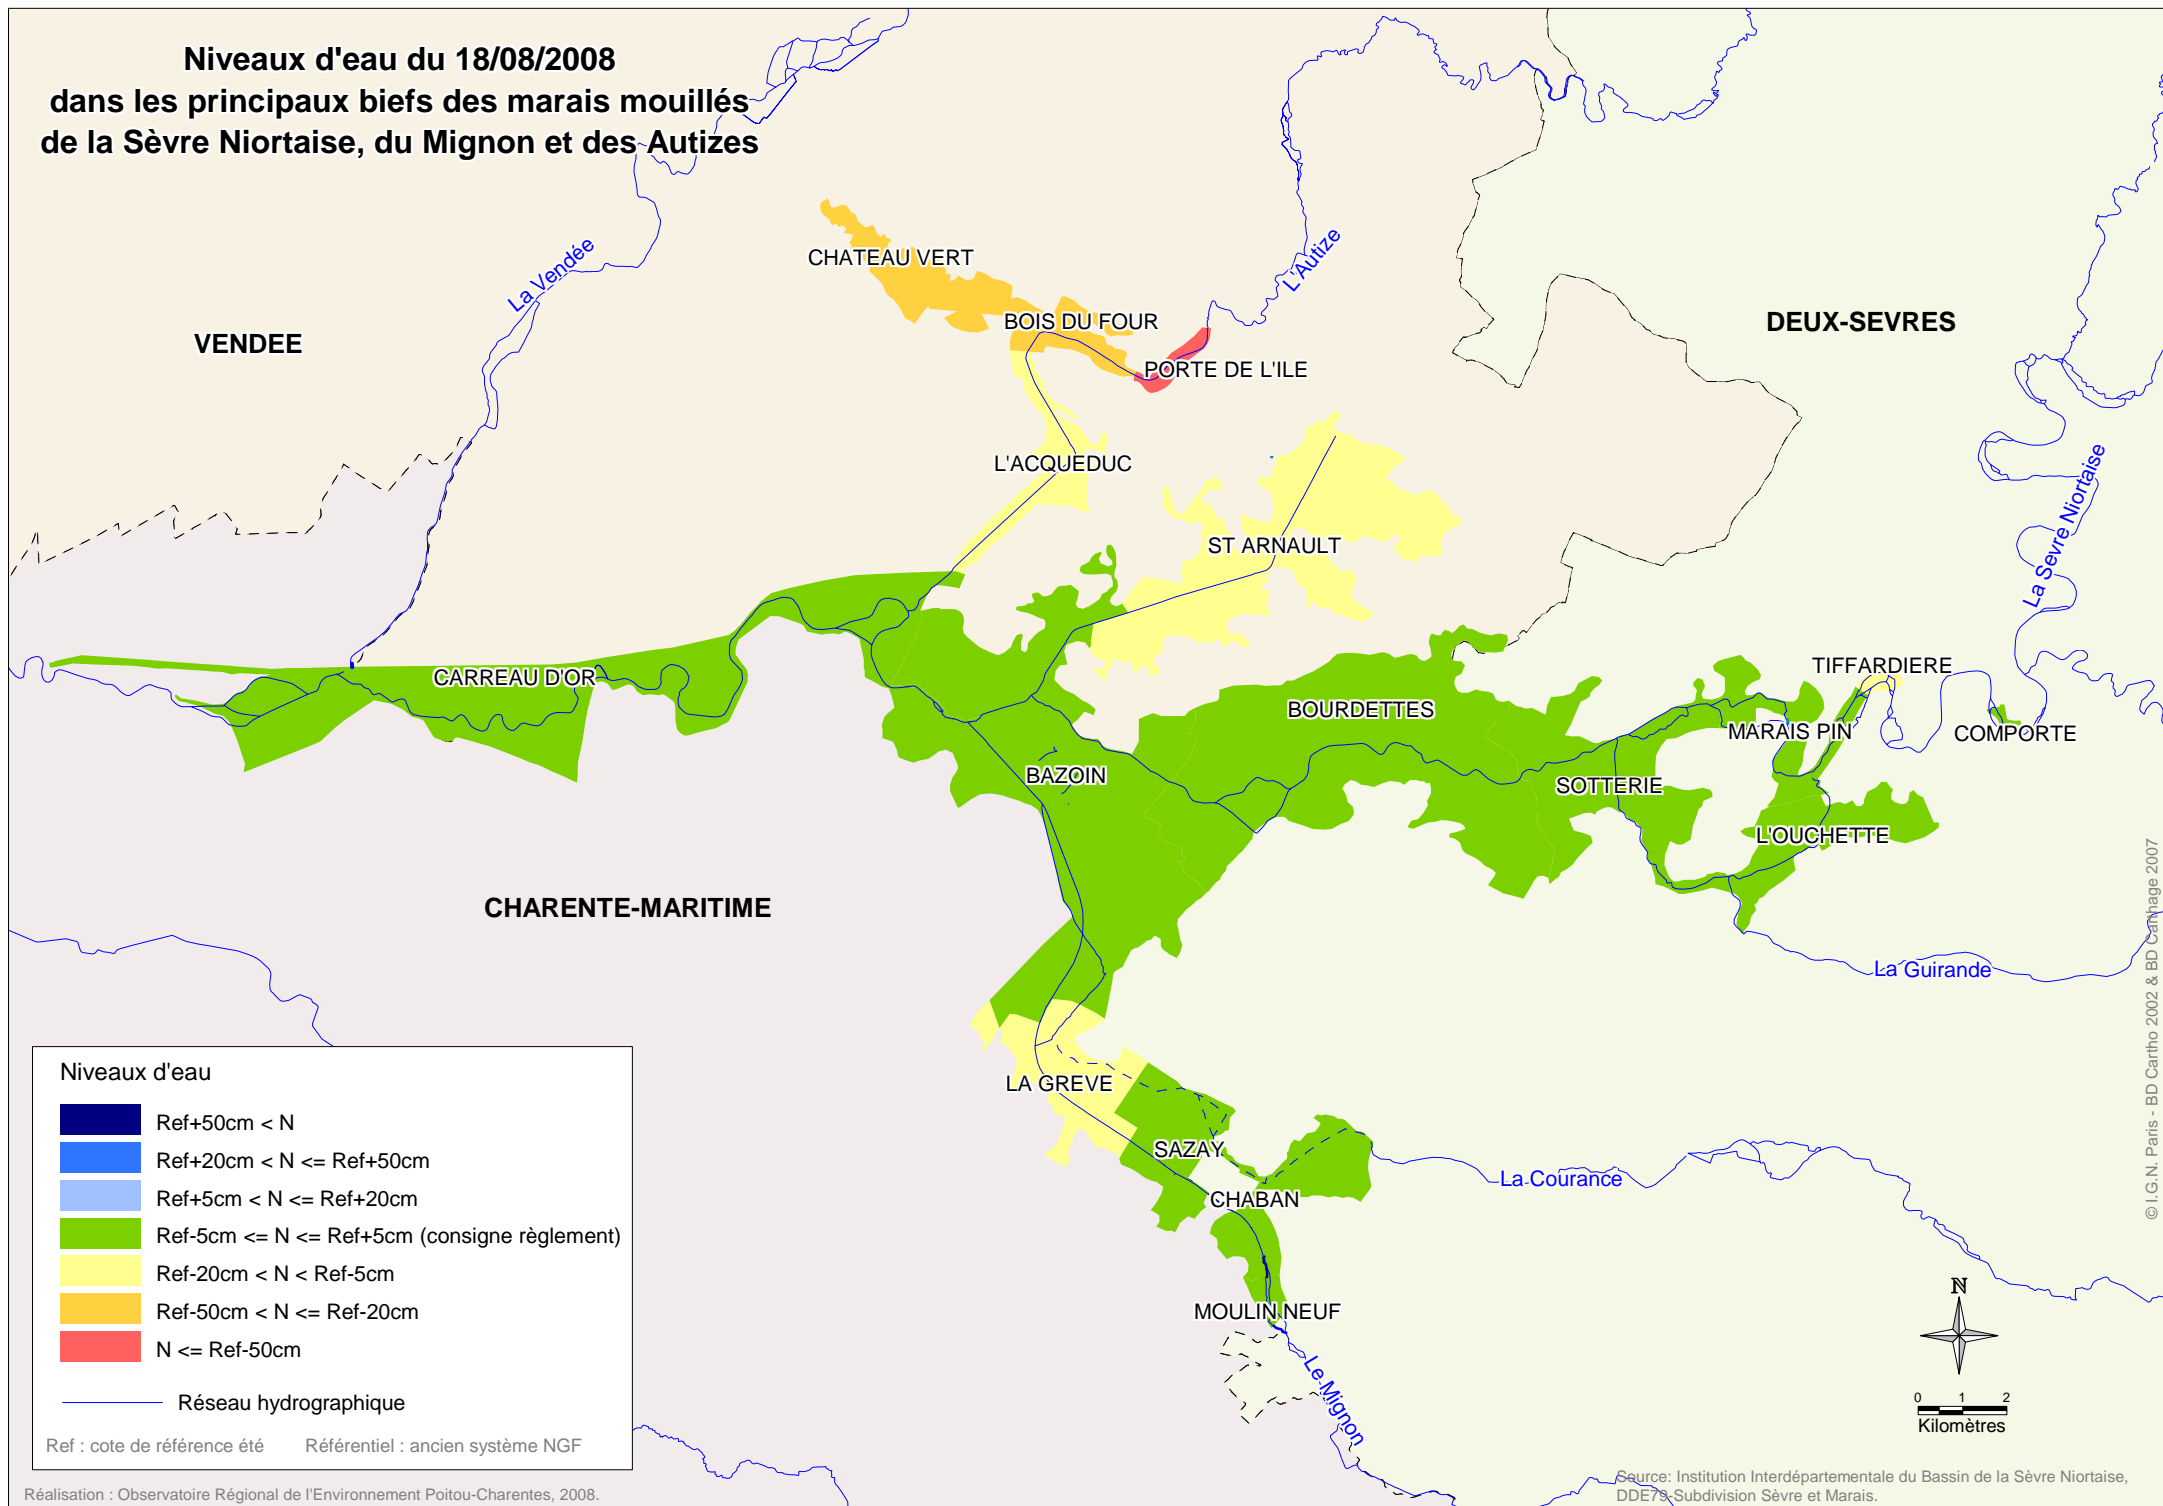 Niveaux d'eau du 18/08/2008
dans les principaux biefs des marais mouillés
de la Sèvre Niortaise, du Mignon et des Autizes
La Vendée
L'Autize
CHATEAU VERT
BOIS DU FOUR
PORTE DE L'ILE
VENDEE
DEUX-SEVRES
L'ACQUEDUC
ST ARNAULT
La Sevre Niortaise
CARREAU D'OR
TIFFARDIERE
BOURDETTES
MARAIS PIN
COMPORTE
BAZOIN
SOTTERIE
L'OUCHETTE
CHARENTE-MARITIME
La Guirande
LA GREVE
SAZAY
CHABAN
La Courance
MOULIN NEUF
Le Mignon
Niveaux d'eau
Ref+50cm < N
Ref+20cm < N <= Ref+50cm
Ref+5cm < N <= Ref+20cm
Ref-5cm <= N <= Ref+5cm (consigne règlement)
Ref-20cm < N < Ref-5cm
Ref-50cm < N <= Ref-20cm
N <= Ref-50cm
Réseau hydrographique
Ref : cote de référence été Référentiel : ancien système NGF
Réalisation : Observatoire Régional de l'Environnement Poitou-Charentes, 2008.
N
0 1 2
Kilomètres
Source: Institution Interdépartementale du Bassin de la Sèvre Niortaise,
DDE79-Subdivision Sèvre et Marais.
© I.G.N. Paris - BD Cartho 2002 & BD Carthage 2007